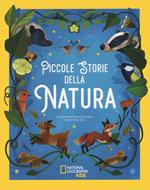 PICCOLE STORIE
DELLA
NATURA
NATIONAL
GEOGRAPHIC
KiDS